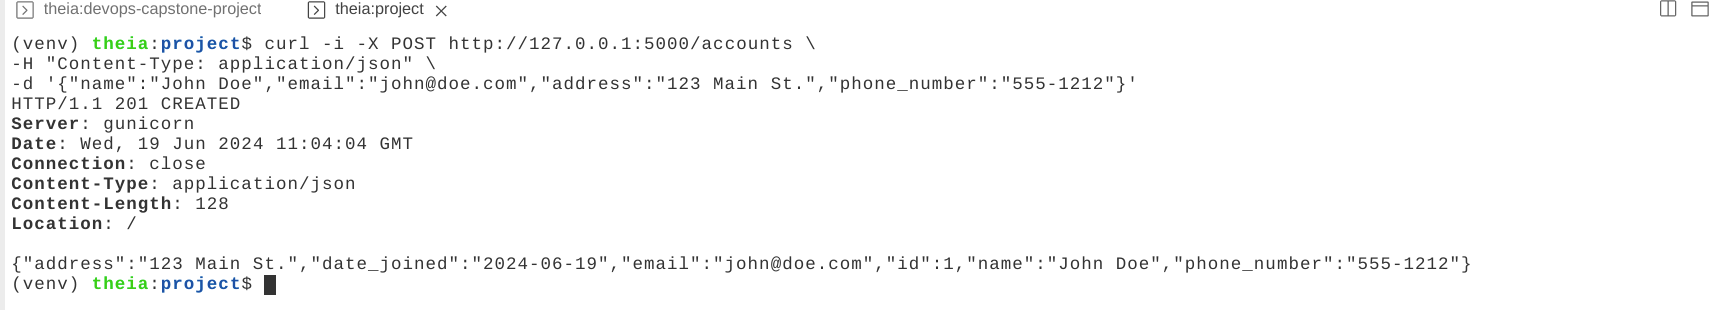 theia:devops-capstone-project theia:project
(venv) theia:project$ curl -i -X POST http://127.0.0.1:5000/accounts \
-H "Content-Type: application/json" \
-d '{"name":"John Doe","email":"john@doe.com","address":"123 Main St.","phone_number":"555-1212"}'
HTTP/1.1 201 CREATED
Server: gunicorn
Date: Wed, 19 Jun 2024 11:04:04 GMT
Connection: close
Content-Type: application/json
Content-Length: 128
Location: /
{"address":"123 Main St.","date_joined":"2024-06-19","email":"john@doe.com","id":1,"name":"John Doe","phone_number":"555-1212"}
(venv) theia:project$